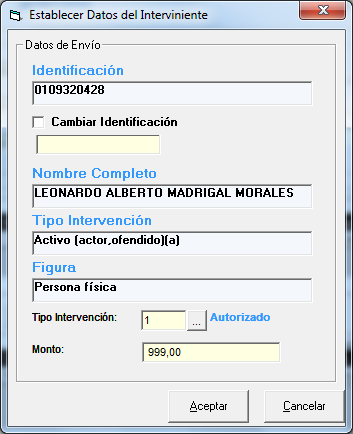 Establecer Datos del Interviniente
Datos de Envío
Identificación
0109320428
Cambiar Identificación
Nombre Completo
LEONARDO ALBERTO MADRIGAL MORALES
Tipo Intervención
Activo (actor,ofendido)(a)
Figura
Persona física
Tipo Intervención: 1 ... Autorizado
Monto: 999,00
Aceptar Cancelar